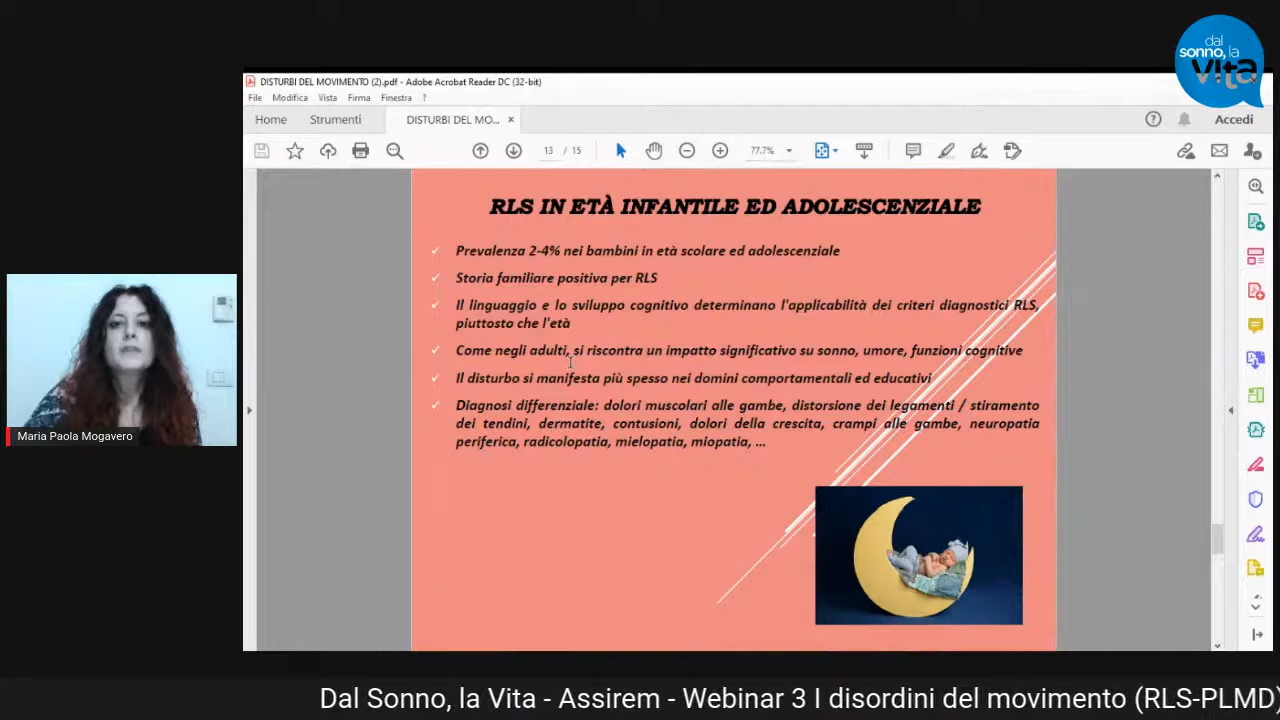 dal
sonno, la
vita
DISTURBI DEL MOVIMENTO (2).pdf - Adobe Acrobat Reader DC (32-bit)
File Modifica Vista Firma Finestra ?
Home Strumenti DISTURBI DEL MO... × Accedi
13 / 15 77.7%
RLS IN ETÀ INFANTILE ED ADOLESCENZIALE
Prevalenza 2-4% nei bambini in età scolare ed adolescenziale
Storia familiare positiva per RLS
Il linguaggio e lo sviluppo cognitivo determinano l'applicabilità dei criteri diagnostici RLS,
piuttosto che l'età
Come negli adulti, si riscontra un impatto significativo su sonno, umore, funzioni cognitive
Il disturbo si manifesta più spesso nei domini comportamentali ed educativi
Diagnosi differenziale: dolori muscolari alle gambe, distorsione dei legamenti / stiramento
dei tendini, dermatite, contusioni, dolori della crescita, crampi alle gambe, neuropatia
periferica, radicolopatia, mielopatia, miopatia, ...
Maria Paola Mogavero
Dal Sonno, la Vita - Assirem - Webinar 3 I disordini del movimento (RLS-PLMD)